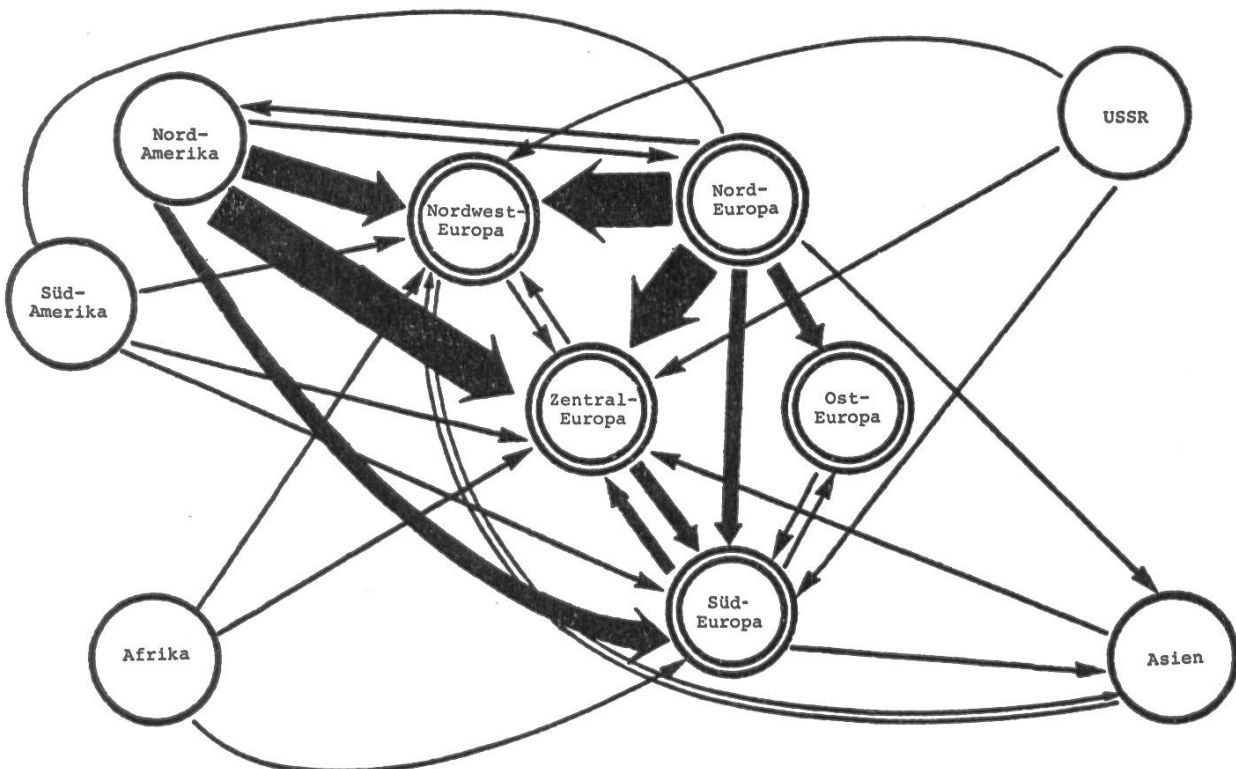 USSR
Nord-
Amerika
Nord-
Europa
Nordwest-
Europa
Süd-
Amerika
Zentral-
Europa
Ost-
Europa
Süd-
Europa
Afrika
Asien